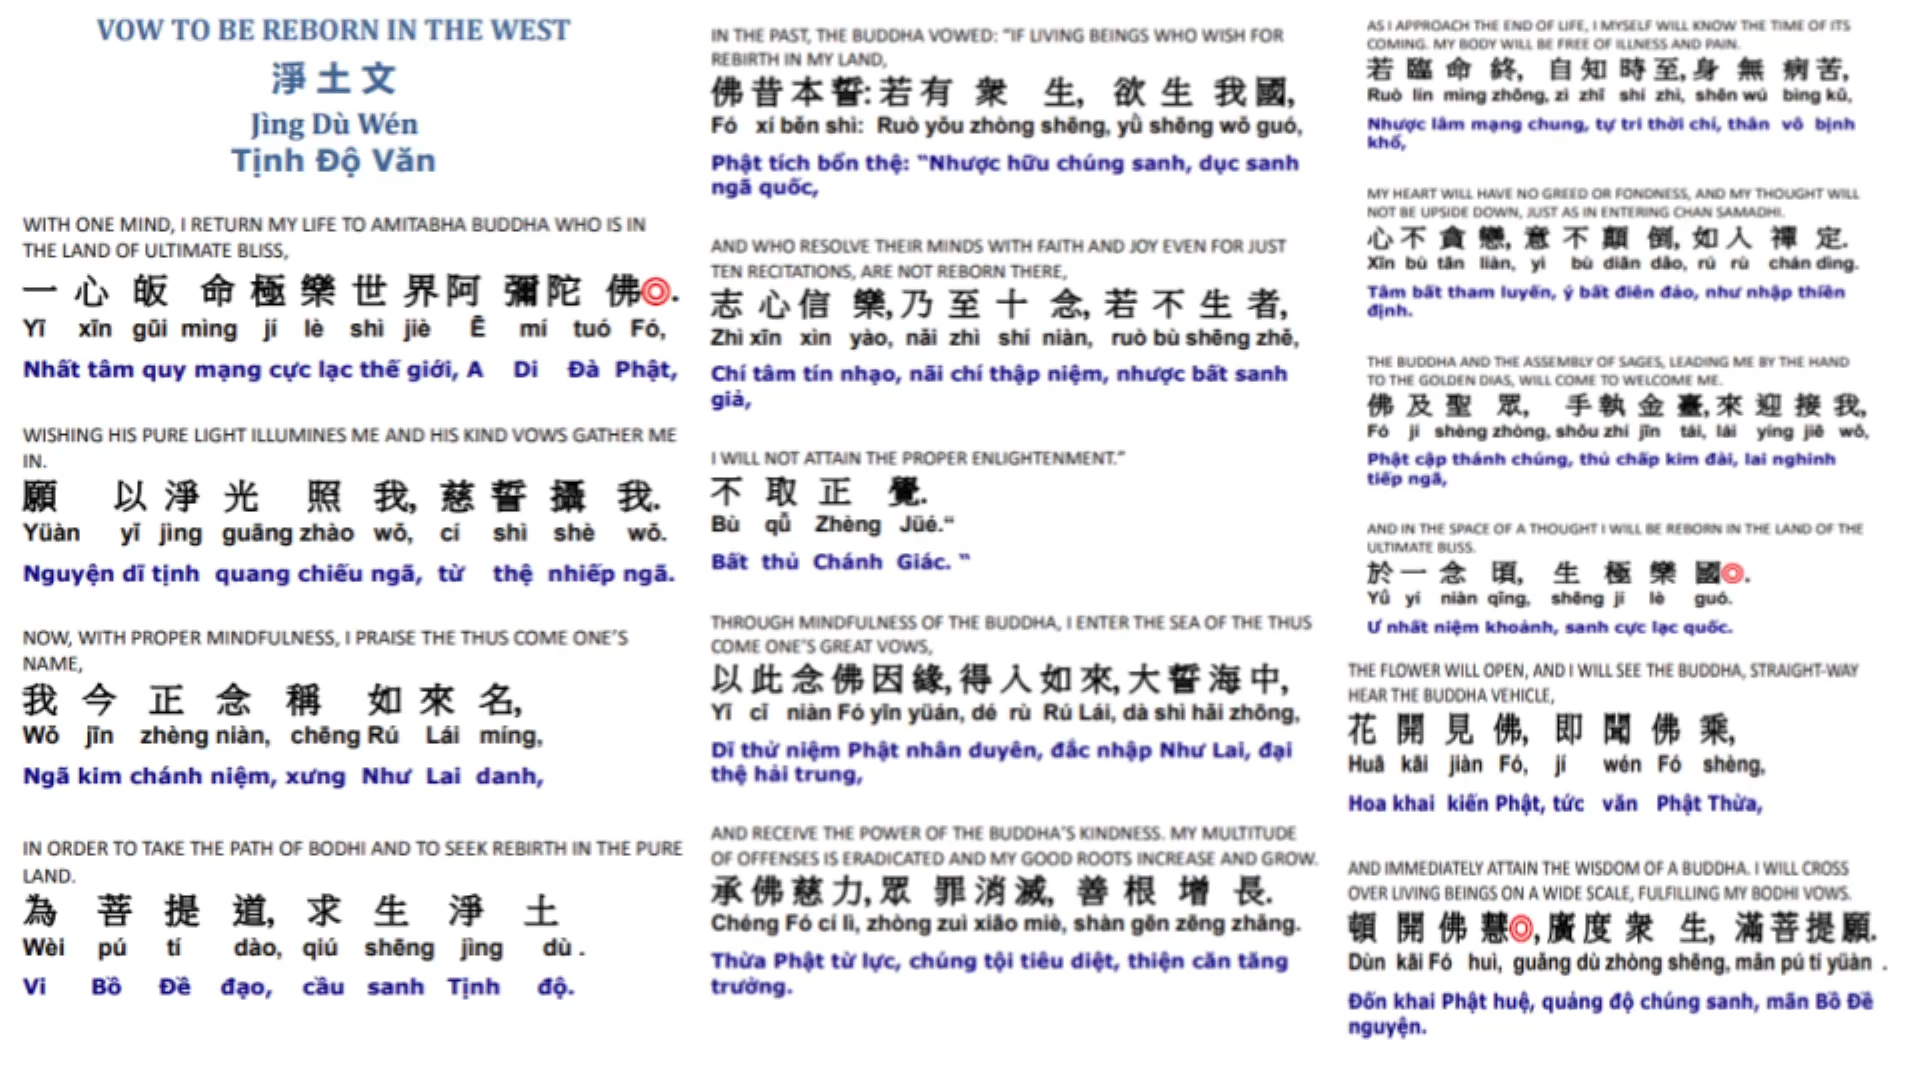 VOW TO BE REBORN IN THE WEST
淨土文
Jìng Dù Wén
Tịnh Độ Văn
WITH ONE MIND, I RETURN MY LIFE TO AMITABHA BUDDHA WHO IS IN
THE LAND OF ULTIMATE BLISS,
一心皈命極樂世界阿彌陀佛◎.
Yī xīn gūi mìng jí lè shì jiè Ē mí tuó Fó,
Nhất tâm quy mạng cực lạc thế giới, A Di Đà Phật,
WISHING HIS PURE LIGHT ILLUMINES ME AND HIS KIND VOWS GATHER ME
IN.
願以淨光照我,慈誓攝我.
Yüàn yǐ jìng guāng zhào wǒ, cí shì shè wǒ.
Nguyện dĩ tịnh quang chiếu ngã, từ thệ nhiếp ngã.
NOW, WITH PROPER MINDFULNESS, I PRAISE THE THUS COME ONE'S
NAME,
我今正念稱如來名,
Wǒ jīn zhèng niàn, chēng Rú Lái míng,
Ngã kim chánh niệm, xưng Như Lai danh,
IN ORDER TO TAKE THE PATH OF BODHI AND TO SEEK REBIRTH IN THE PURE
LAND.
為菩提道,求生淨土
Wèi pú tí dào, qiú shēng jìng dù .
Vi Bồ Đề đạo, cầu sanh Tịnh độ.
IN THE PAST, THE BUDDHA VOWED: "IF LIVING BEINGS WHO WISH FOR
REBIRTH IN MY LAND,
佛昔本誓:若有衆生,欲生我國,
Fó xí běn shì: Ruò yǒu zhòng shēng, yǜ shēng wǒ guó,
Phật tích bổn thệ: "Nhược hữu chúng sanh, dục sanh
ngã quốc,
AND WHO RESOLVE THEIR MINDS WITH FAITH AND JOY EVEN FOR JUST
TEN RECITATIONS, ARE NOT REBORN THERE,
志心信樂,乃至十念,若不生者,
Zhì xīn xìn yào, nǎi zhì shí niàn, ruò bù shēng zhě,
Chí tâm tín nhạo, nãi chí thập niệm, nhược bất sanh
giả,
I WILL NOT ATTAIN THE PROPER ENLIGHTENMENT."
不取正覺.
Bù qǚ Zhèng Jüé."
Bất thủ Chánh Giác. "
THROUGH MINDFULNESS OF THE BUDDHA, I ENTER THE SEA OF THE THUS
COME ONE'S GREAT VOWS,
以此念佛因緣,得入如來,大誓海中,
Yǐ cǐ niàn Fó yīn yüán, dé rù Rú Lái, dà shì hǎi zhōng,
Dĩ thử niệm Phật nhân duyên, đắc nhập Như Lai, đại
thệ hải trung,
AND RECEIVE THE POWER OF THE BUDDHA'S KINDNESS. MY MULTITUDE
OF OFFENSES IS ERADICATED AND MY GOOD ROOTS INCREASE AND GROW.
承佛慈力,眾罪消滅,善根增長.
Chéng Fó cí lì, zhòng zuì xiāo miè, shàn gēn zēng zhǎng.
Thừa Phật từ lực, chúng tội tiêu diệt, thiện căn tăng
trưởng.
AS I APPROACH THE END OF LIFE, I MYSELF WILL KNOW THE TIME OF ITS
COMING. MY BODY WILL BE FREE OF ILLNESS AND PAIN.
若臨命終,自知時至,身無病苦,
Ruò lín mìng zhōng, zì zhī shí zhì, shēn wú bìng kǔ,
Nhược lâm mạng chung, tự tri thời chí, thân vô bịnh
khổ,
MY HEART WILL HAVE NO GREED OR FONDNESS, AND MY THOUGHT WILL
NOT BE UPSIDE DOWN, JUST AS IN ENTERING CHAN SAMADHI.
心不貪戀,意不顛倒,如入禪定.
Xīn bù tān liàn, yì bù diān dǎo, rú rù chán dìng.
Tâm bất tham luyến, ý bất điên đảo, như nhập thiền
định.
THE BUDDHA AND THE ASSEMBLY OF SAGES, LEADING ME BY THE HAND
TO THE GOLDEN DIAS, WILL COME TO WELCOME ME.
佛及聖眾,手執金臺,來迎接我,
Fó jí shèng zhòng, shǒu zhí jīn tái, lái yíng jiē wǒ,
Phật cập thánh chúng, thủ chấp kim đài, lai nghinh
tiếp ngã,
AND IN THE SPACE OF A THOUGHT I WILL BE REBORN IN THE LAND OF THE
ULTIMATE BLISS.
於一念頃,生極樂國◎.
Yǘ yí niàn qǐng, shēng jí lè guó.
Ư nhất niệm khoảnh, sanh cực lạc quốc.
THE FLOWER WILL OPEN, AND I WILL SEE THE BUDDHA, STRAIGHT-WAY
HEAR THE BUDDHA VEHICLE,
花開見佛,即聞佛乘,
Huā kāi jiàn Fó, jí wén Fó shèng,
Hoa khai kiến Phật, tức văn Phật Thừa,
AND IMMEDIATELY ATTAIN THE WISDOM OF A BUDDHA. I WILL CROSS
OVER LIVING BEINGS ON A WIDE SCALE, FULFILLING MY BODHI VOWS.
頓開佛慧◎,廣度衆生,滿菩提願.
Dùn kāi Fó huì, guǎng dù zhòng shēng, mǎn pú tí yüàn .
Đốn khai Phật huệ, quảng độ chúng sanh, mãn Bồ Đề
nguyện.